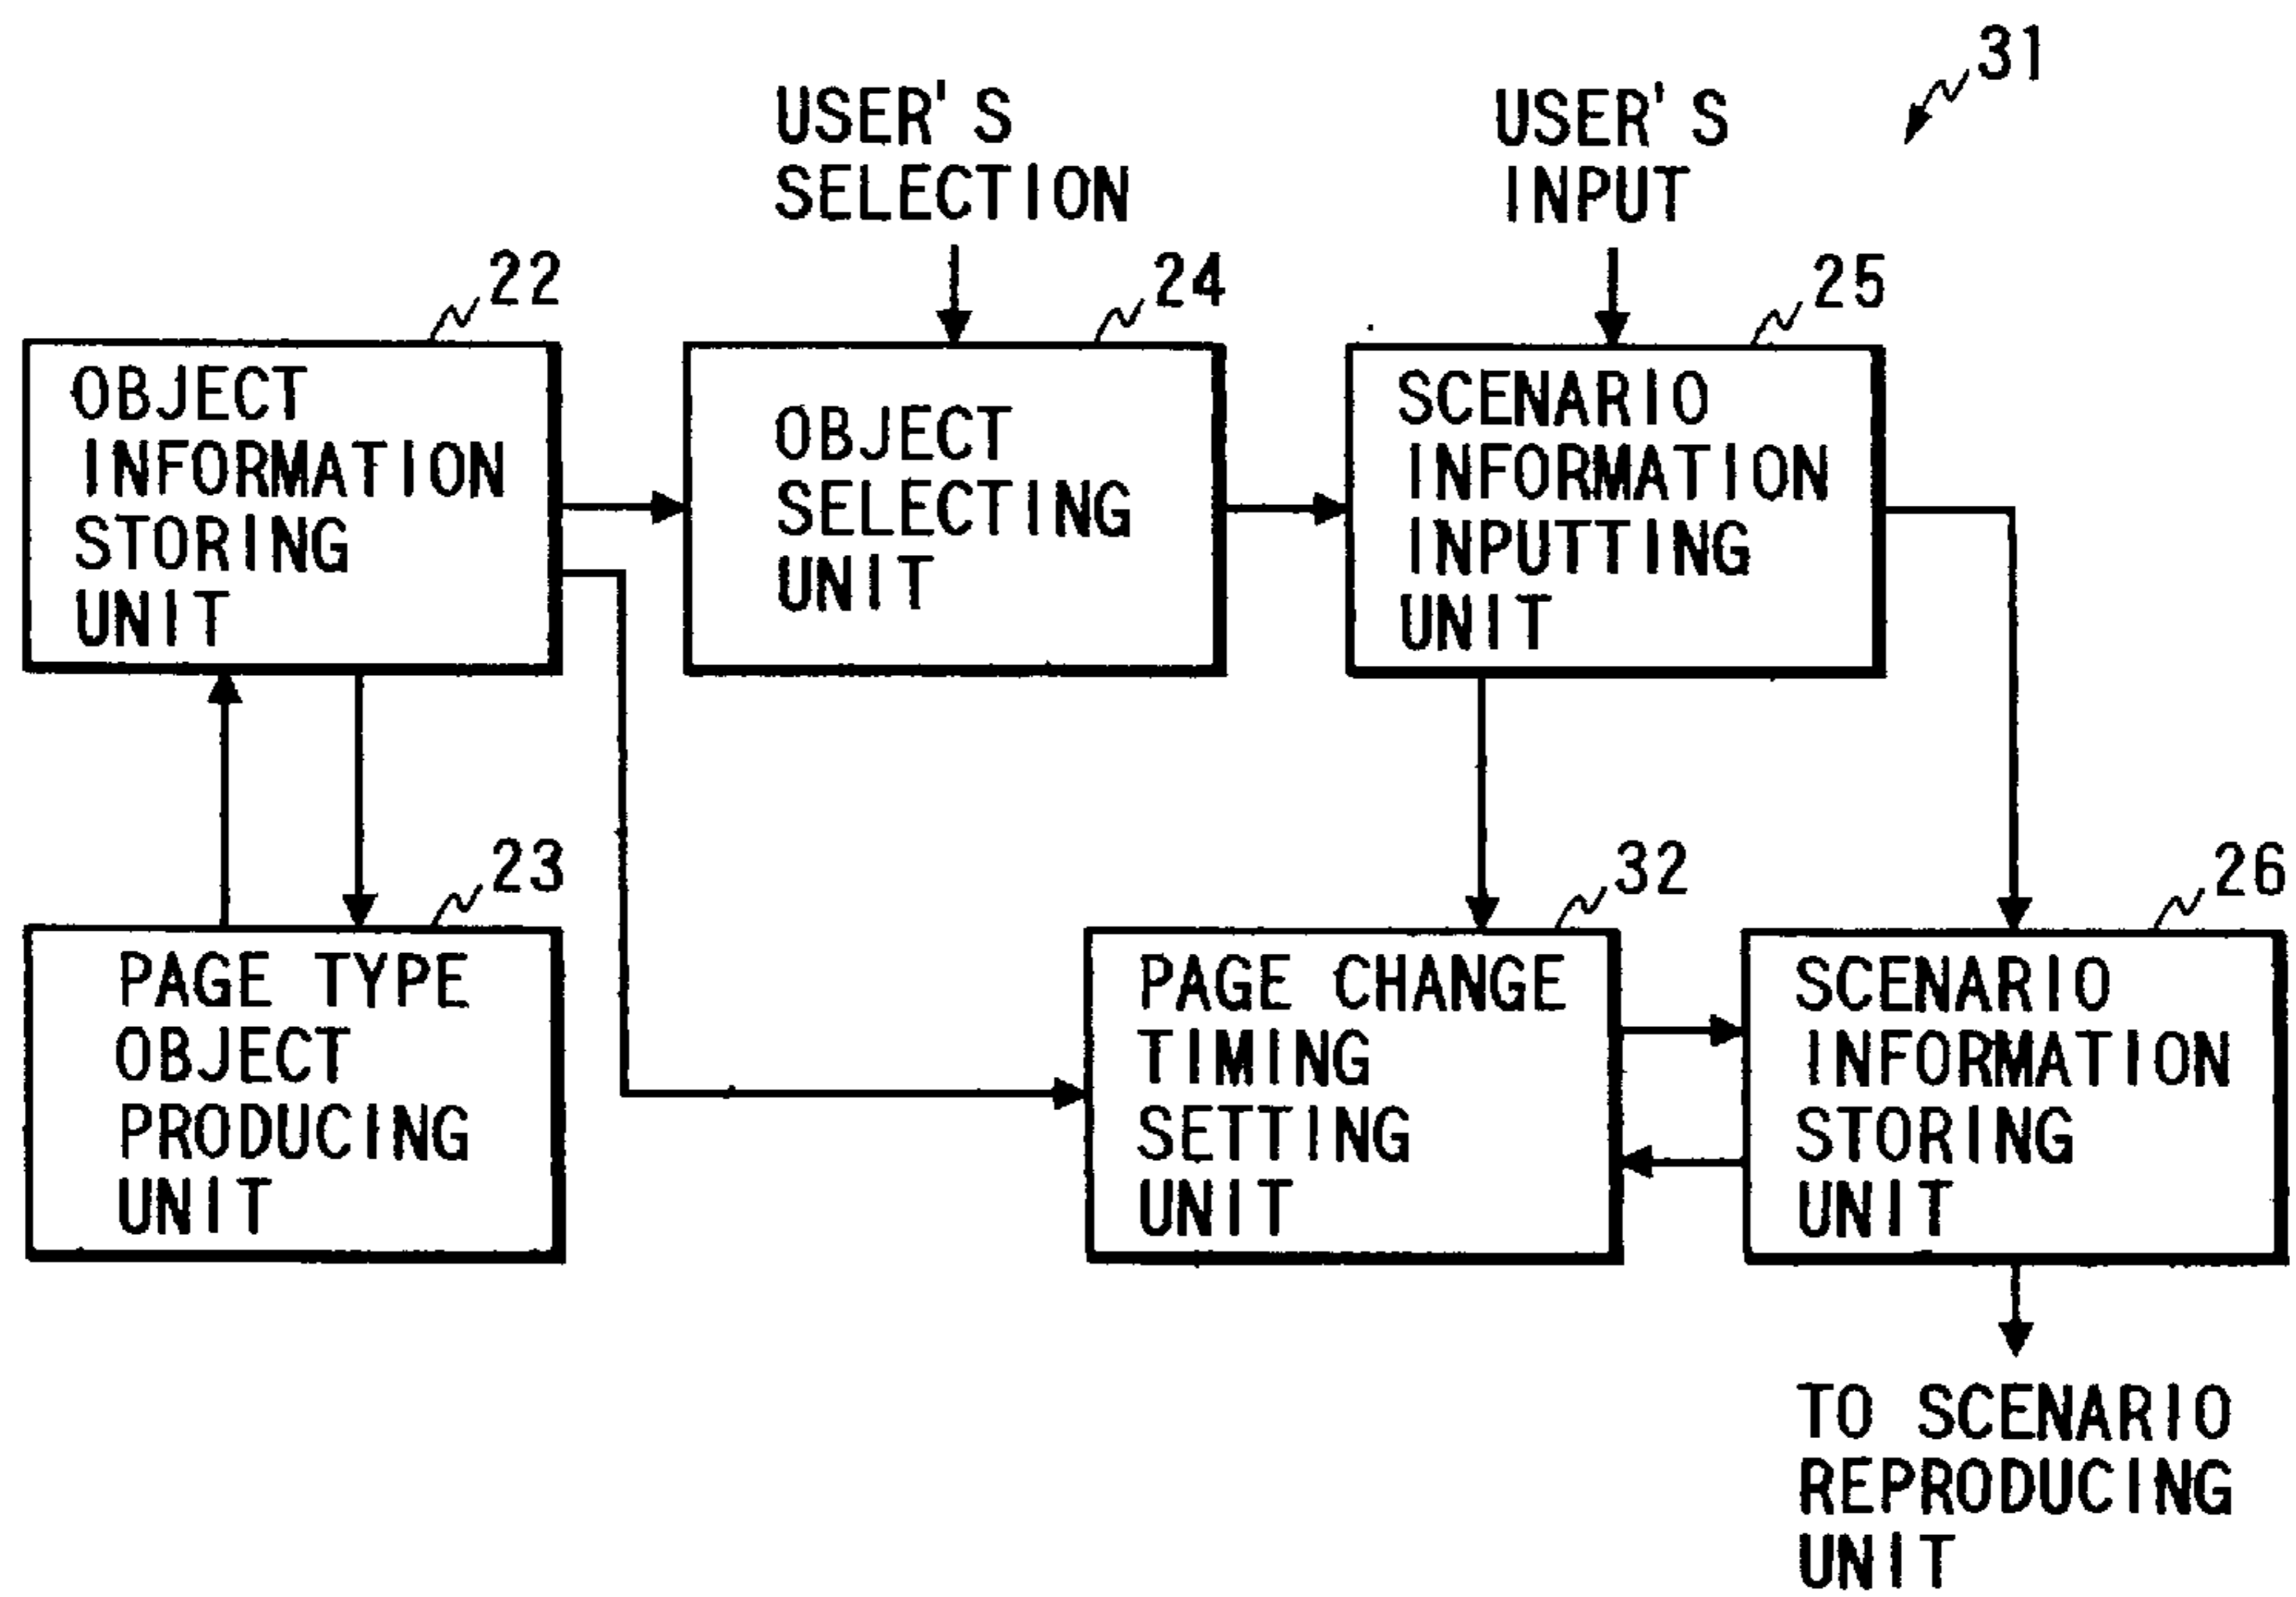 31
USER'S
SELECTION
USER'S
INPUT
22
OBJECT
INFORMATION
STORING
UNIT
24
OBJECT
SELECTING
UNIT
25
SCENARIO
INFORMATION
INPUTTING
UNIT
23
PAGE TYPE
OBJECT
PRODUCING
UNIT
32
PAGE CHANGE
TIMING
SETTING
UNIT
26
SCENARIO
INFORMATION
STORING
UNIT
TO SCENARIO
REPRODUCING
UNIT